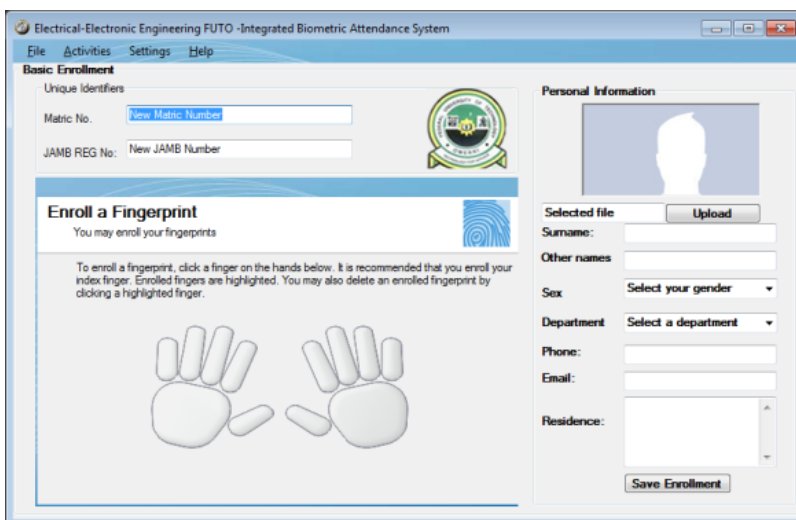 Electrical-Electronic Engineering FUTO -Integrated Biometric Attendance System
File Activities Settings Help
Basic Enrollment
Unique Identifiers
Matric No. New Matric Number
JAMB REG No: New JAMB Number
Enroll a Fingerprint
You may enroll your fingerprints
To enroll a fingerprint, click a finger on the hands below. It is recommended that you enroll your
index finger. Enrolled fingers are highlighted. You may also delete an enrolled fingerprint by
clicking a highlighted finger.
Personal Information
Selected file Upload
Surname:
Other names
Sex Select your gender
Department Select a department
Phone:
Email:
Residence:
Save Enrollment